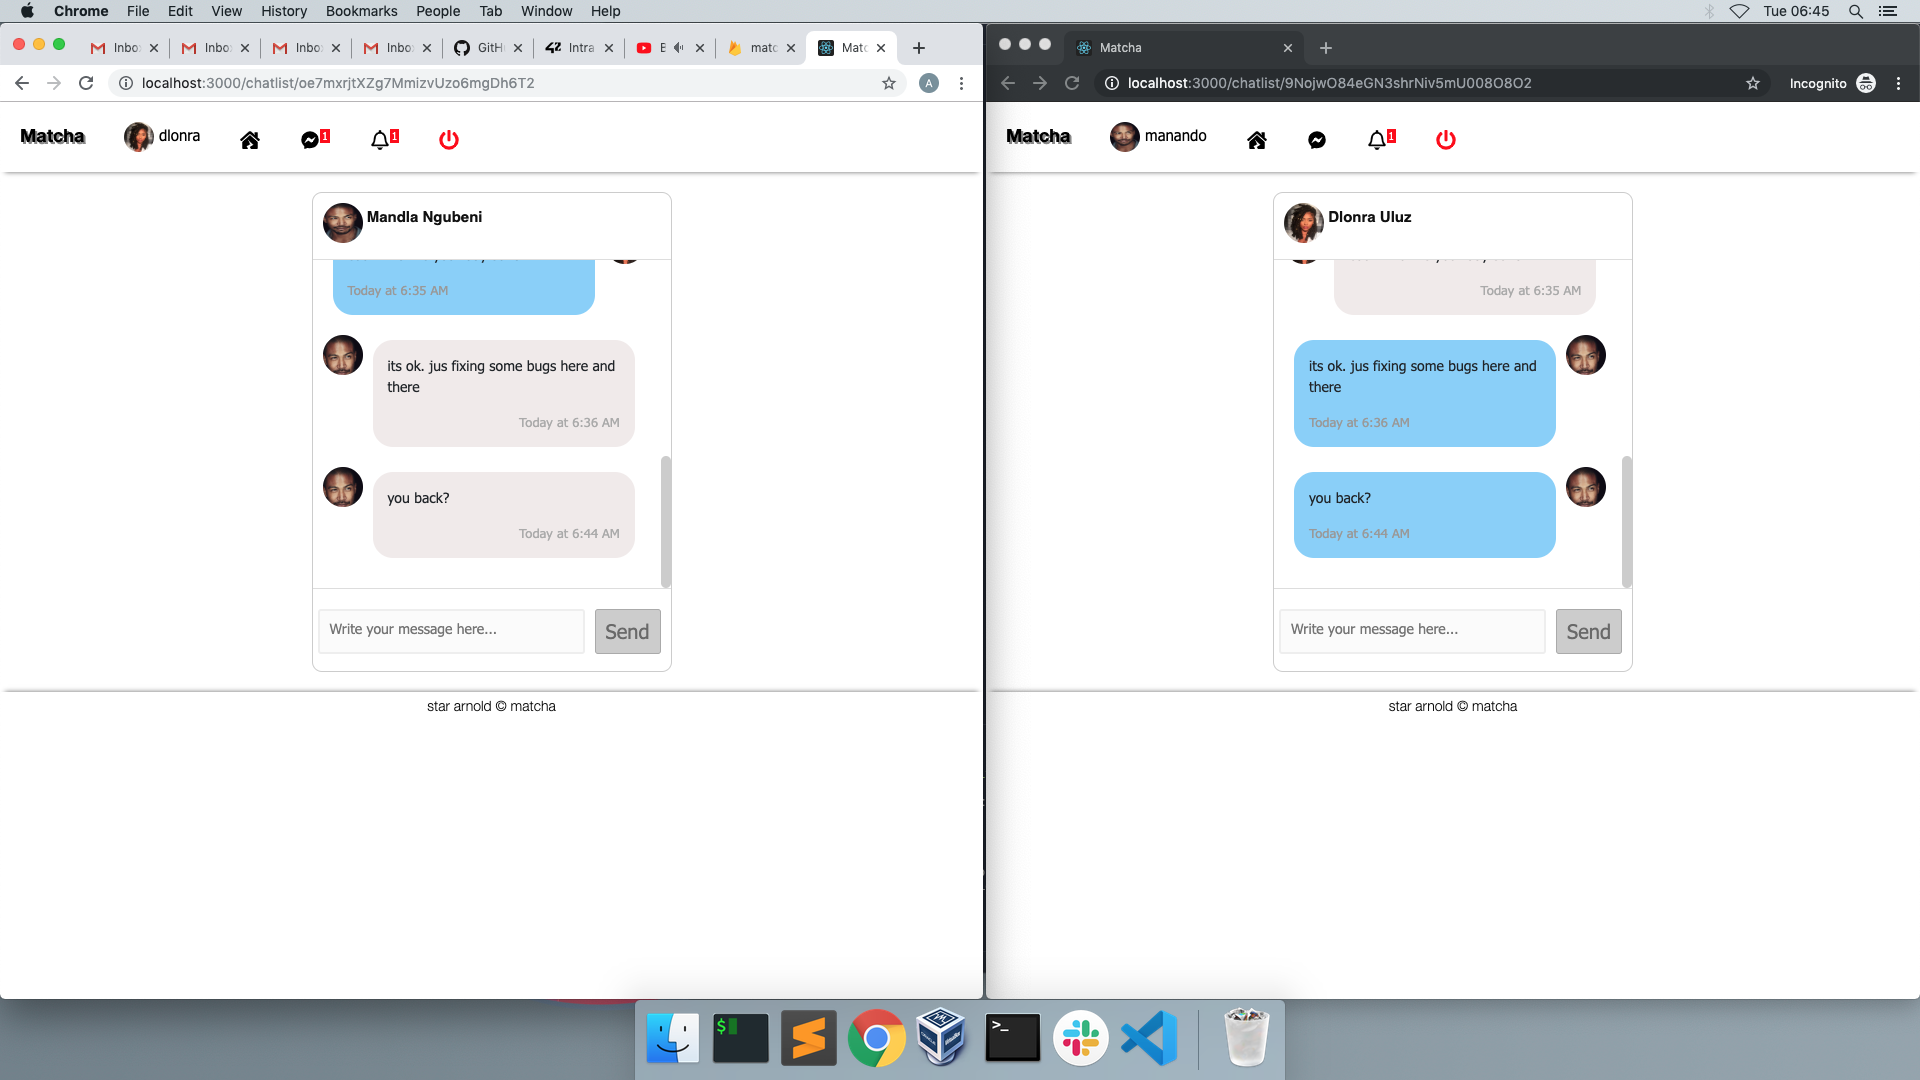 Chrome File Edit View History Bookmarks People Tab Window Help Tue 06:45
Inbo Inbo Inbo Inbo GitH Intra E matc Matc
localhost:3000/chatlist/oe7mxrjtXZg7MmizvUzo6mgDh6T2 A
Matcha dlonra 1 1
Mandla Ngubeni
Today at 6:35 AM
its ok. jus fixing some bugs here and
there
Today at 6:36 AM
you back?
Today at 6:44 AM
Write your message here... Send
star arnold © matcha
Matcha
localhost:3000/chatlist/9NojwO84eGN3shrNiv5mU008O8O2 Incognito
Matcha manando 1
Dlonra Uluz
Today at 6:35 AM
its ok. jus fixing some bugs here and
there
Today at 6:36 AM
you back?
Today at 6:44 AM
Write your message here... Send
star arnold © matcha
$
>_